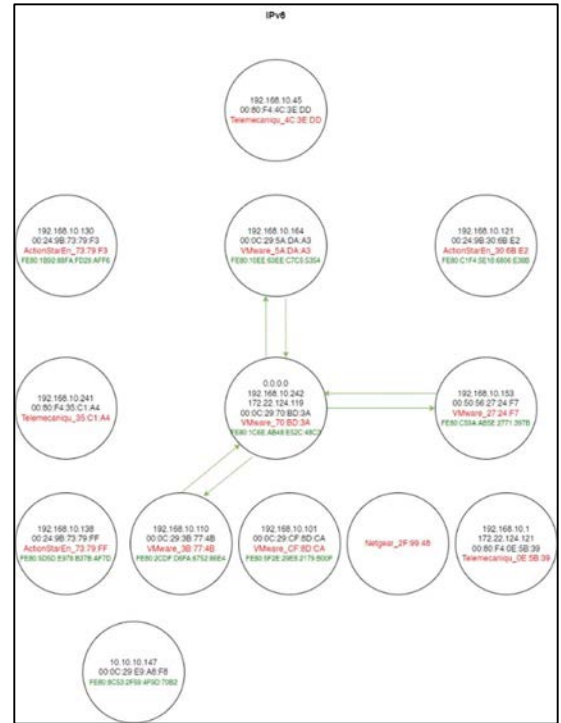 IPv6
192.168.10.45
00:80:F4:4C:3E:DD
Telemecaniqu_4C:3E:DD
192.168.10.130
00:24:9B:73:79:F3
ActionStarEn_73:79:F3
192.168.10.164
00:0C:29:5A:DA:A3
VMware_5A:DA:A3
192.168.10.121
00:24:9B:30:6B:E2
ActionStarEn_30:6B:E2
192.168.10.241
00:80:F4:35:C1:A4
Telemecaniqu_35:C1:A4
0.0.0.0
192.168.10.242
172.22.124.119
00:0C:29:70:BD:3A
VMware_70:BD:3A
192.168.10.153
00:50:56:27:24:F7
VMware_27:24:F7
192.168.10.138
00:24:9B:73:79:FF
ActionStarEn_73:79:FF
192.168.10.110
00:0C:29:3B:77:4B
VMware_3B:77:4B
192.168.10.101
00:0C:29:CF:8D:CA
VMware_CF:8D:CA
Netgear_2F:99:48
192.168.10.1
172.22.124.121
00:80:F4:0E:5B:39
Telemecaniqu_0E:5B:39
10.10.10.147
00:0C:29:E9:A8:F8